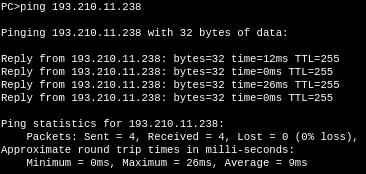 PC>ping 193.210.11.238
Pinging 193.210.11.238 with 32 bytes of data:
Reply from 193.210.11.238: bytes=32 time=12ms TTL=255
Reply from 193.210.11.238: bytes=32 time=0ms TTL=255
Reply from 193.210.11.238: bytes=32 time=26ms TTL=255
Reply from 193.210.11.238: bytes=32 time=0ms TTL=255
Ping statistics for 193.210.11.238:
Packets: Sent = 4, Received = 4, Lost = 0 (0% loss),
Approximate round trip times in milli-seconds:
Minimum = 0ms, Maximum = 26ms, Average = 9ms